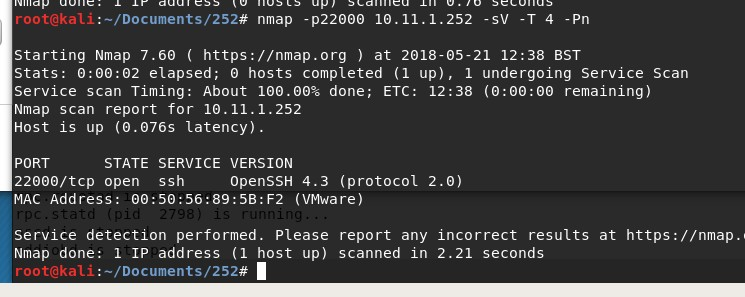 Nmap done: 1 IP address (0 hosts up) scanned in 0.76 seconds
root@kali:~/Documents/252# nmap -p22000 10.11.1.252 -sV -T 4 -Pn
Starting Nmap 7.60 ( https://nmap.org ) at 2018-05-21 12:38 BST
Stats: 0:00:02 elapsed; 0 hosts completed (1 up), 1 undergoing Service Scan
Service scan Timing: About 100.00% done; ETC: 12:38 (0:00:00 remaining)
Nmap scan report for 10.11.1.252
Host is up (0.076s latency).
PORT      STATE SERVICE VERSION
22000/tcp open  ssh     OpenSSH 4.3 (protocol 2.0)
MAC Address: 00:50:56:89:5B:F2 (VMware)
rpc.statd (pid  2798) is running...
Service detection performed. Please report any incorrect results at https://nmap.
Nmap done: 1 IP address (1 host up) scanned in 2.21 seconds
root@kali:~/Documents/252#